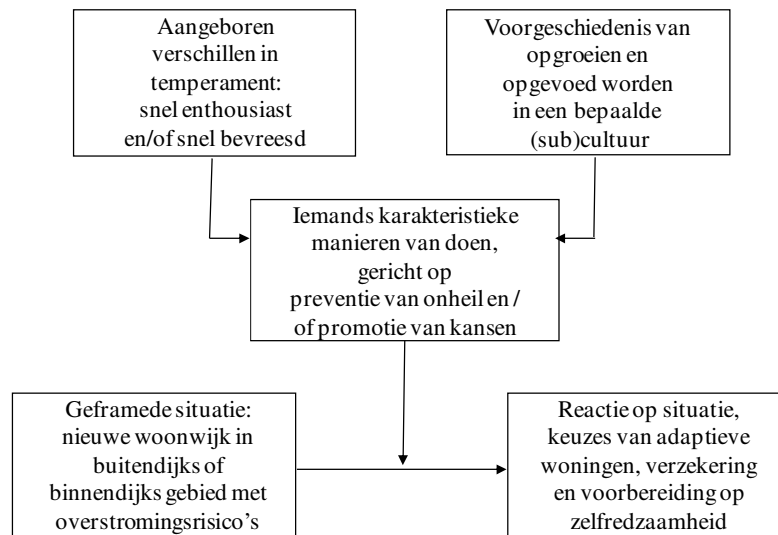 Aangeboren
verschillen in
temperament:
snel enthousiast
en/of snel bevreesd
Voorgeschiedenis van
opgroeien en
opgevoed worden
in een bepaalde
(sub)cultuur
Iemands karakteristieke
manieren van doen,
gericht op
preventie van onheil en /
of promotie van kansen
Geframede situatie:
nieuwe woonwijk in
buitendijks of
binnendijks gebied met
overstromingsrisico’s
Reactie op situatie,
keuzes van adaptieve
woningen, verzekering
en voorbereiding op
zelfredzaamheid